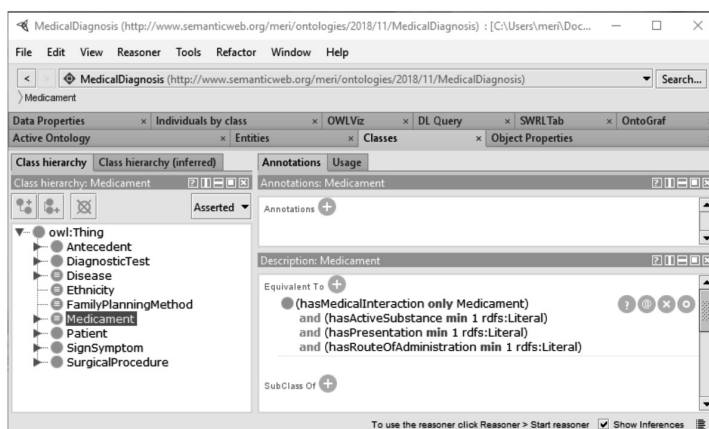 MedicalDiagnosis (http://www.semanticweb.org/meri/ontologies/2018/11/MedicalDiagnosis) : [C:\Users\meri\Doc...
File Edit View Reasoner Tools Refactor Window Help
< > MedicalDiagnosis (http://www.semanticweb.org/meri/ontologies/2018/11/MedicalDiagnosis) Search...
Medicament
Data Properties × Individuals by class × OWLViz × DL Query × SWRLTab × OntoGraf
Active Ontology × Entities × Classes × Object Properties
Class hierarchy Class hierarchy (inferred) Annotations Usage
Class hierarchy: Medicament
Asserted
owl:Thing
Antecedent
DiagnosticTest
Disease
Ethnicity
FamilyPlanningMethod
Medicament
Patient
SignSymptom
SurgicalProcedure
Annotations: Medicament
Annotations
Description: Medicament
Equivalent To
(hasMedicalInteraction only Medicament)
and (hasActiveSubstance min 1 rdfs:Literal)
and (hasPresentation min 1 rdfs:Literal)
and (hasRouteOfAdministration min 1 rdfs:Literal)
SubClass Of
To use the reasoner click Reasoner > Start reasoner Show Inferences